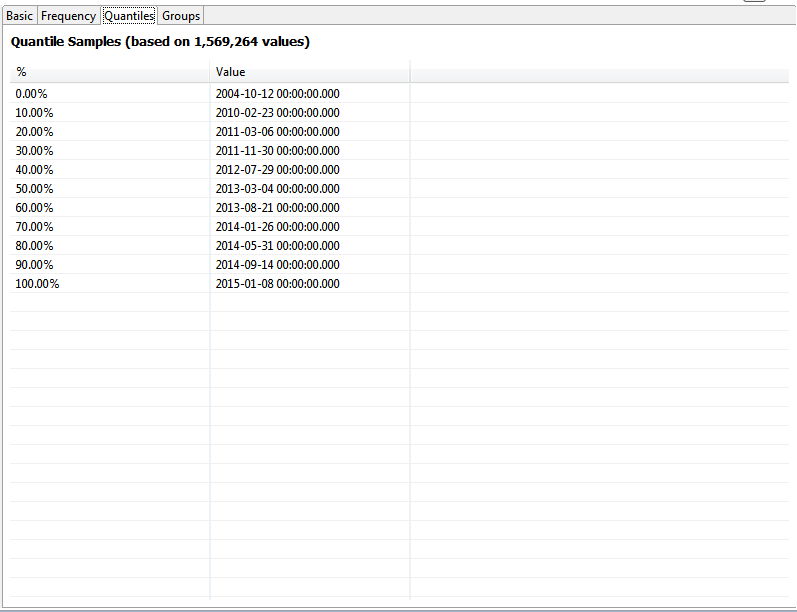 Basic Frequency Quantiles Groups
Quantile Samples (based on 1,569,264 values)
% Value
0.00% 2004-10-12 00:00:00.000
10.00% 2010-02-23 00:00:00.000
20.00% 2011-03-06 00:00:00.000
30.00% 2011-11-30 00:00:00.000
40.00% 2012-07-29 00:00:00.000
50.00% 2013-03-04 00:00:00.000
60.00% 2013-08-21 00:00:00.000
70.00% 2014-01-26 00:00:00.000
80.00% 2014-05-31 00:00:00.000
90.00% 2014-09-14 00:00:00.000
100.00% 2015-01-08 00:00:00.000